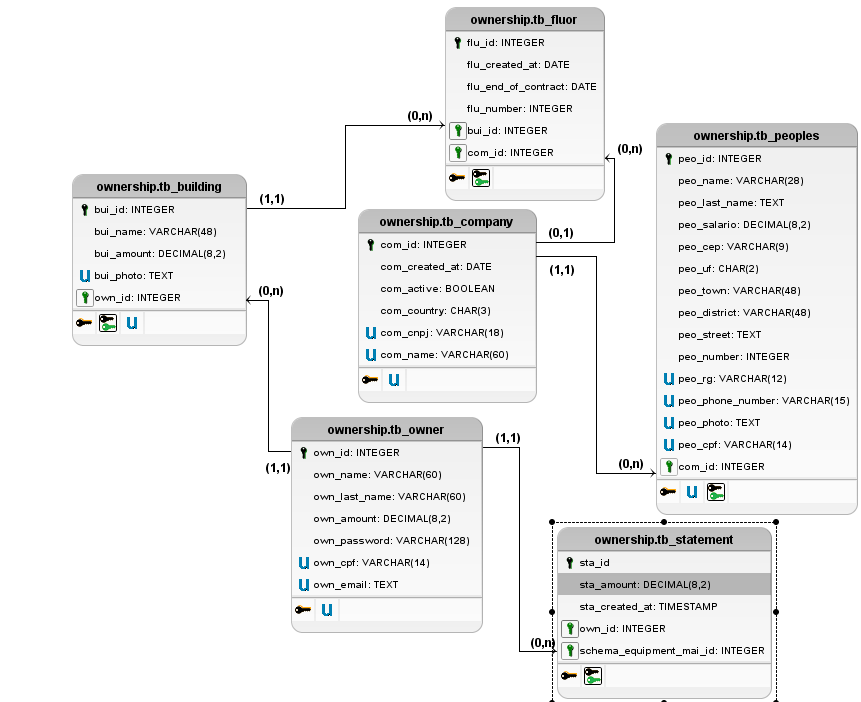 ownership.tb_fluor
flu_id: INTEGER
flu_created_at: DATE
flu_end_of_contract: DATE
flu_number: INTEGER
bui_id: INTEGER
com_id: INTEGER
(0,n)
(0,n)
ownership.tb_peoples
peo_id: INTEGER
peo_name: VARCHAR(28)
peo_last_name: TEXT
peo_salario: DECIMAL(8,2)
peo_cep: VARCHAR(9)
peo_uf: CHAR(2)
peo_town: VARCHAR(48)
peo_district: VARCHAR(48)
peo_street: TEXT
peo_number: INTEGER
U peo_rg: VARCHAR(12)
U peo_phone_number: VARCHAR(15)
U peo_photo: TEXT
U peo_cpf: VARCHAR(14)
com_id: INTEGER
U
ownership.tb_building
bui_id: INTEGER
bui_name: VARCHAR(48)
bui_amount: DECIMAL(8,2)
U bui_photo: TEXT
own_id: INTEGER
U
(1,1)
(0,n)
ownership.tb_company
com_id: INTEGER
com_created_at: DATE
com_active: BOOLEAN
com_country: CHAR(3)
U com_cnpj: VARCHAR(18)
U com_name: VARCHAR(60)
U
(0,1)
(1,1)
(0,n)
ownership.tb_owner
own_id: INTEGER
own_name: VARCHAR(60)
own_last_name: VARCHAR(60)
own_amount: DECIMAL(8,2)
own_password: VARCHAR(128)
U own_cpf: VARCHAR(14)
U own_email: TEXT
U
(1,1)
(1,1)
(0,n)
ownership.tb_statement
sta_id
sta_amount: DECIMAL(8,2)
sta_created_at: TIMESTAMP
own_id: INTEGER
schema_equipment_mai_id: INTEGER